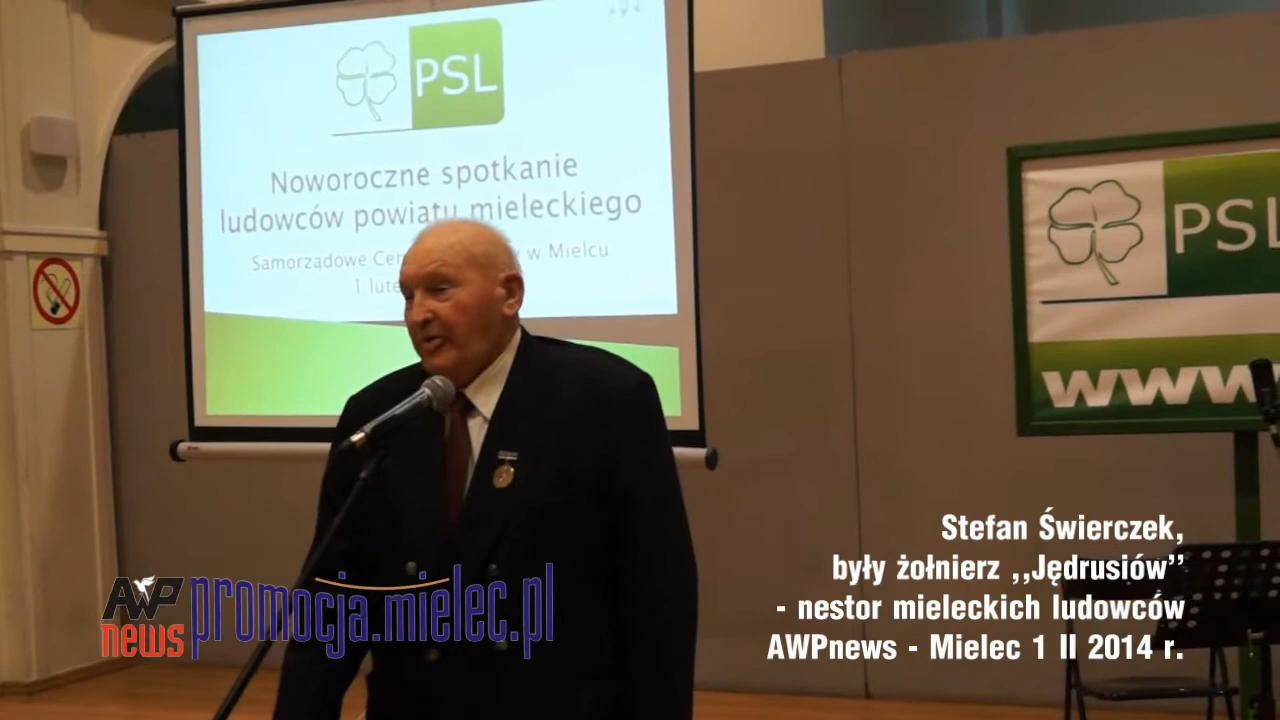 PSL
Noworoczne spotkanie
ludowców powiatu mieleckiego
Samorządowe w Mielcu
1
PSL
www.
Stefan Świerczek,
były żołnierz ,,Jędrusiów’’
- nestor mieleckich ludowców
AWPnews - Mielec 1 II 2014 r.
AWP
news
promocja.mielec.pl